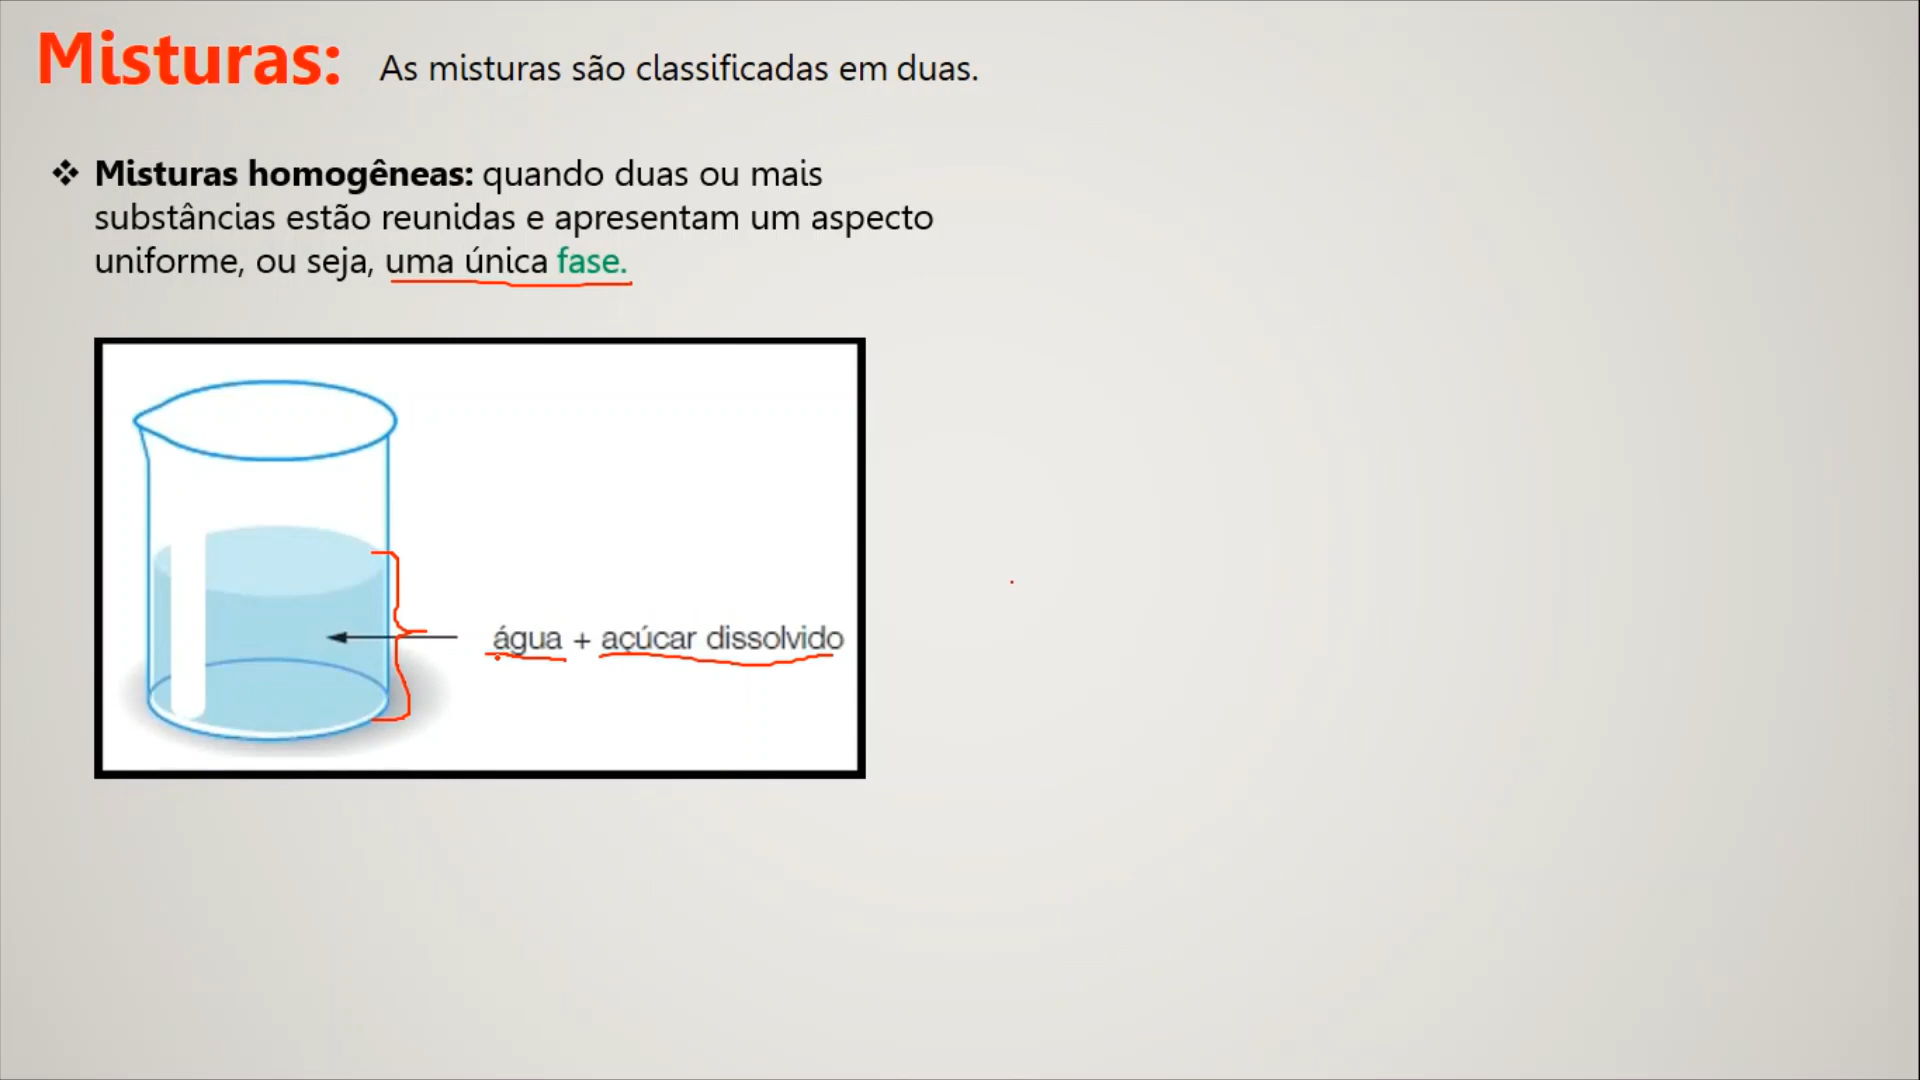 Misturas: As misturas são classificadas em duas.
❖ Misturas homogêneas: quando duas ou mais
substâncias estão reunidas e apresentam um aspecto
uniforme, ou seja, uma única fase.
água + açúcar dissolvido